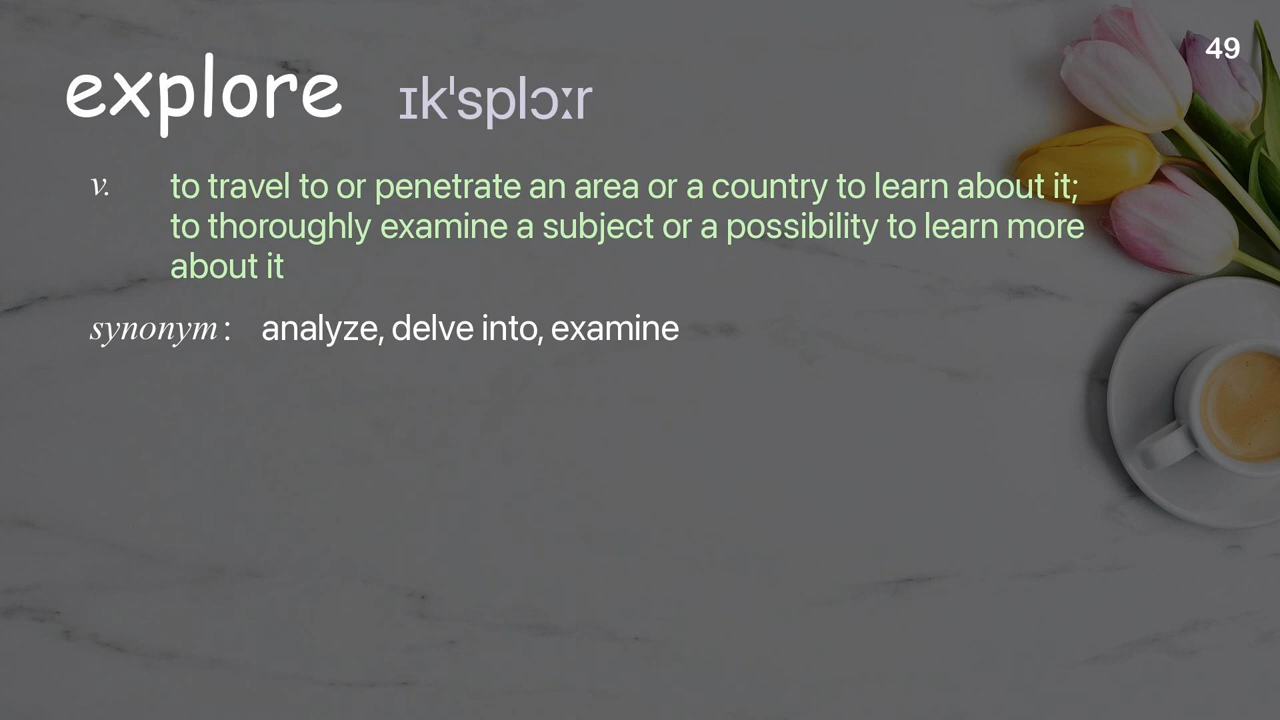 49
explore ɪkˈsplɔːr
v. to travel to or penetrate an area or a country to learn about it;
to thoroughly examine a subject or a possibility to learn more
about it
synonym: analyze, delve into, examine